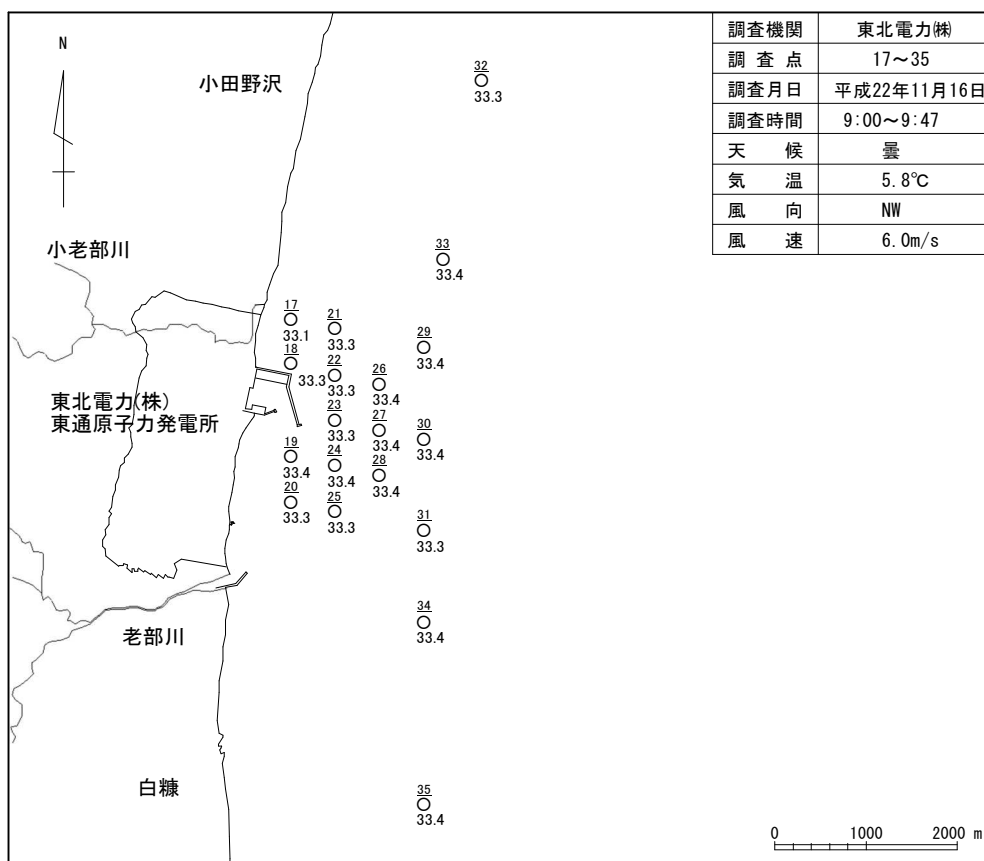 調査機関 東北電力㈱
調査点 17～35
調査月日 平成22年11月16日
調査時間 9:00～9:47
天候 曇
気温 5.8℃
風向 NW
風速 6.0m/s
N
小田野沢
32
33.3
小老部川
33
33.4
17
33.1
21
33.3
29
33.4
18
33.3
22
33.3
26
33.4
東北電力(株)
東通原子力発電所
23
33.3
27
33.4
30
33.4
19
33.4
24
33.4
28
33.4
20
33.3
25
33.3
31
33.3
34
33.4
老部川
白糠
35
33.4
0 1000 2000 m